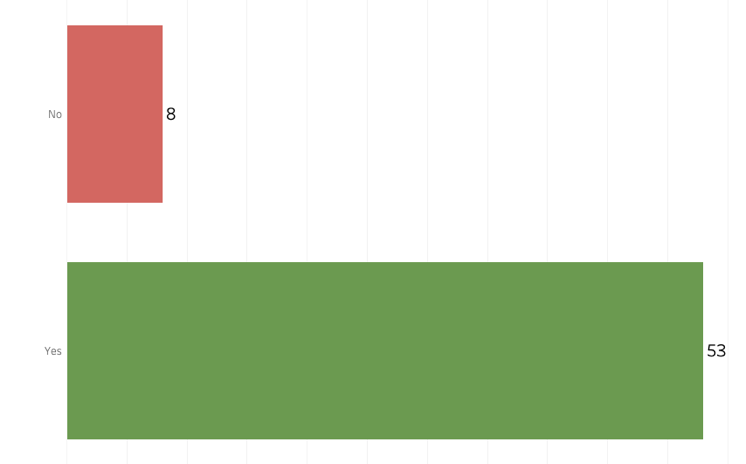 No 8
Yes 53